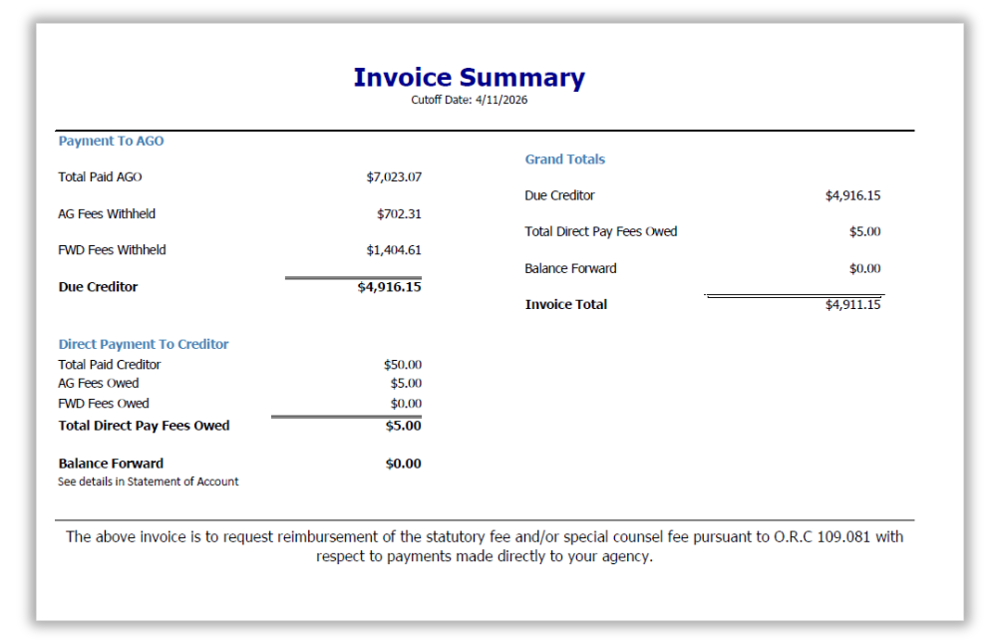 Invoice Summary
Cutoff Date: 4/11/2026
Payment To AGO
Total Paid AGO $7,023.07
AG Fees Withheld $702.31
FWD Fees Withheld $1,404.61
Due Creditor $4,916.15
Grand Totals
Due Creditor $4,916.15
Total Direct Pay Fees Owed $5.00
Balance Forward $0.00
Invoice Total $4,911.15
Direct Payment To Creditor
Total Paid Creditor $50.00
AG Fees Owed $5.00
FWD Fees Owed $0.00
Total Direct Pay Fees Owed $5.00
Balance Forward $0.00
See details in Statement of Account
The above invoice is to request reimbursement of the statutory fee and/or special counsel fee pursuant to O.R.C 109.081 with
respect to payments made directly to your agency.